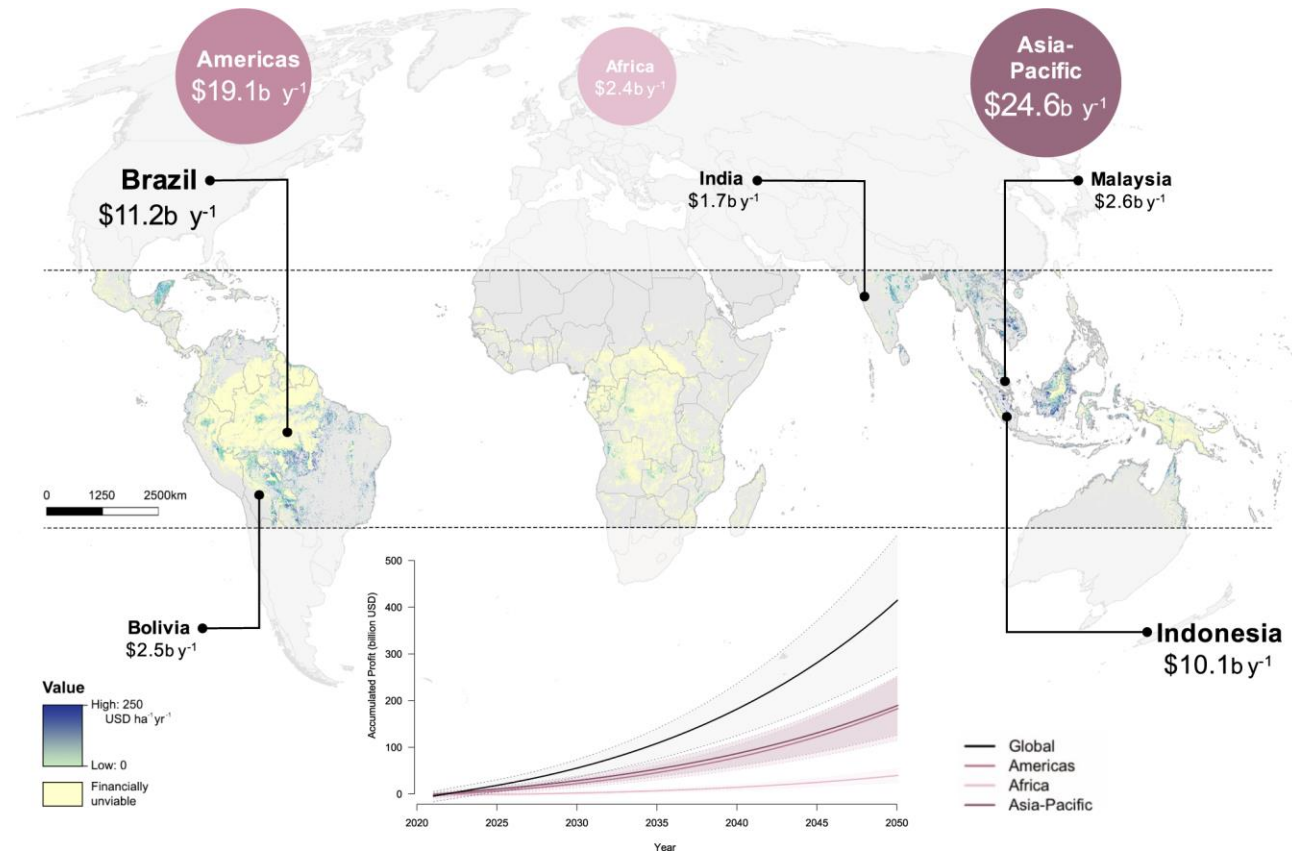 Americas
$19.1b y⁻¹
Africa
$2.4b y⁻¹
Asia-
Pacific
$24.6b y⁻¹
Brazil
$11.2b y⁻¹
India
$1.7b y⁻¹
Malaysia
$2.6b y⁻¹
0 1250 2500km
Bolivia
$2.5b y⁻¹
Indonesia
$10.1b y⁻¹
Value
High: 250
USD ha⁻¹yr⁻¹
Low: 0
Financially
unviable
Accumulated Profit (billion USD)
500
400
300
200
100
0
2020 2025 2030 2035 2040 2045 2050
Year
Global
Americas
Africa
Asia-Pacific